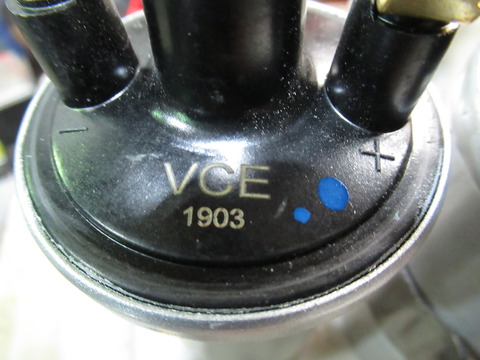 - +
VCE
1903